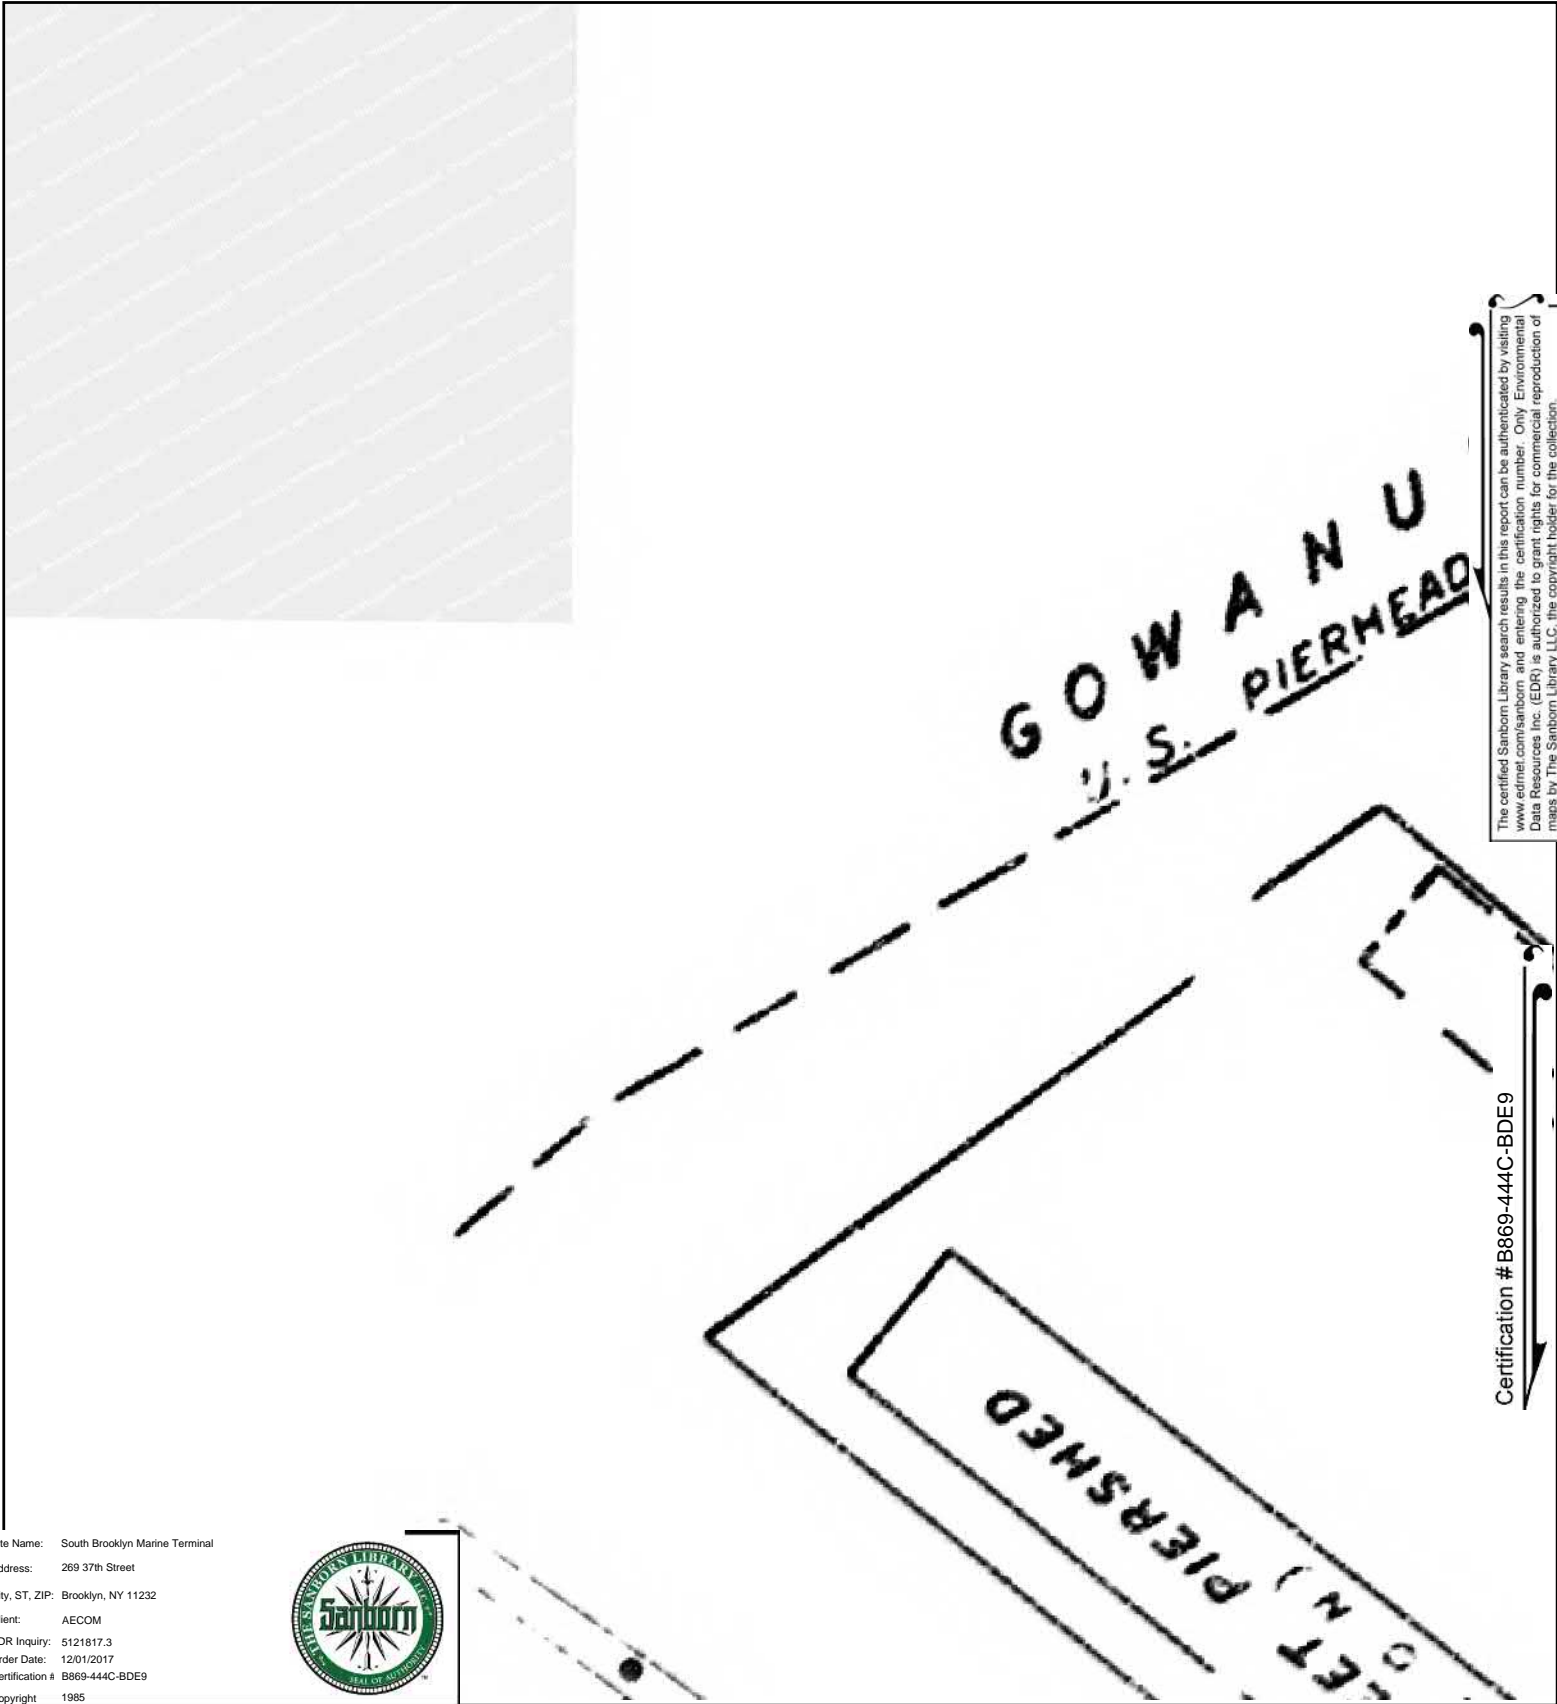 G O W A N U
U. S. PIERHEAD
The certified Sanborn Library search results in this report can be authenticated by visiting
www.edrnet.com/sanborn and entering the certification number. Only Environmental
Data Resources Inc. (EDR) is authorized to grant rights for commercial reproduction of
maps by The Sanborn Library LLC, the copyright holder for the collection.
Certification # B869-444C-BDE9
PIERSHED
te Name: South Brooklyn Marine Terminal
ddress: 269 37th Street
ty, ST, ZIP: Brooklyn, NY 11232
ient: AECOM
DR Inquiry: 5121817.3
rder Date: 12/01/2017
ertification # B869-444C-BDE9
opyright 1985
THE SANBORN LIBRARY LLC
Sanborn
SEAL OF AUTHORITY